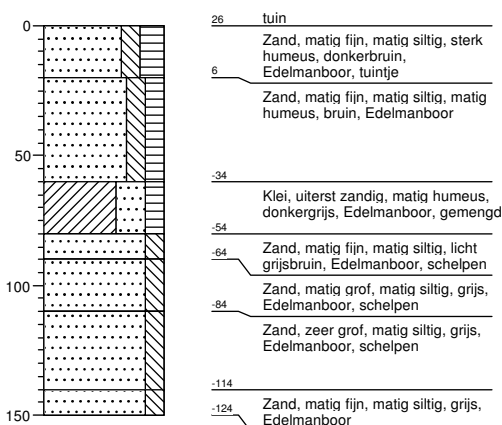 0
50
100
150
26 tuin
Zand, matig fijn, matig siltig, sterk
humeus, donkerbruin,
Edelmanboor, tuintje
6
Zand, matig fijn, matig siltig, matig
humeus, bruin, Edelmanboor
-34
Klei, uiterst zandig, matig humeus,
donkergrijs, Edelmanboor, gemengd
-54
Zand, matig fijn, matig siltig, licht
grijsbruin, Edelmanboor, schelpen
-64
Zand, matig grof, matig siltig, grijs,
Edelmanboor, schelpen
-84
Zand, zeer grof, matig siltig, grijs,
Edelmanboor, schelpen
-114
Zand, matig fijn, matig siltig, grijs,
Edelmanboor
-124